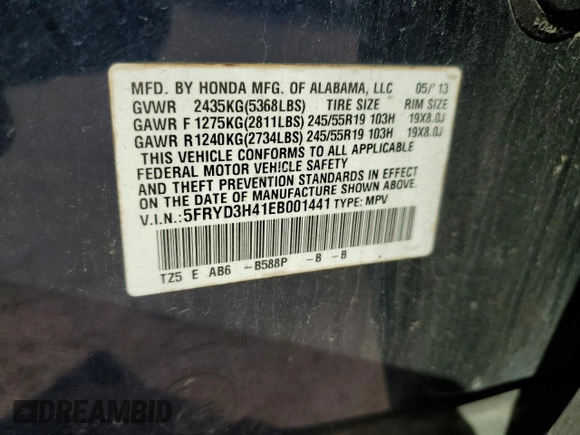 MFD. BY HONDA MFG. OF ALABAMA, LLC 05/'13
GVWR 2435KG(5368LBS) TIRE SIZE RIM SIZE
GAWR F 1275KG(2811LBS) 245/55R19 103H 19X8.0J
GAWR R1240KG(2734LBS) 245/55R19 103H 19X8.0J
THIS VEHICLE CONFORMS TO ALL APPLICABLE
FEDERAL MOTOR VEHICLE SAFETY
AND THEFT PREVENTION STANDARDS IN EFFECT
ON THE DATE OF MANUFACTURE SHOWN ABOVE.
V.I.N.: 5FRYD3H41EB001441 TYPE: MPV
TZ5 E AB6 -B588P -B -B
DREAMBID